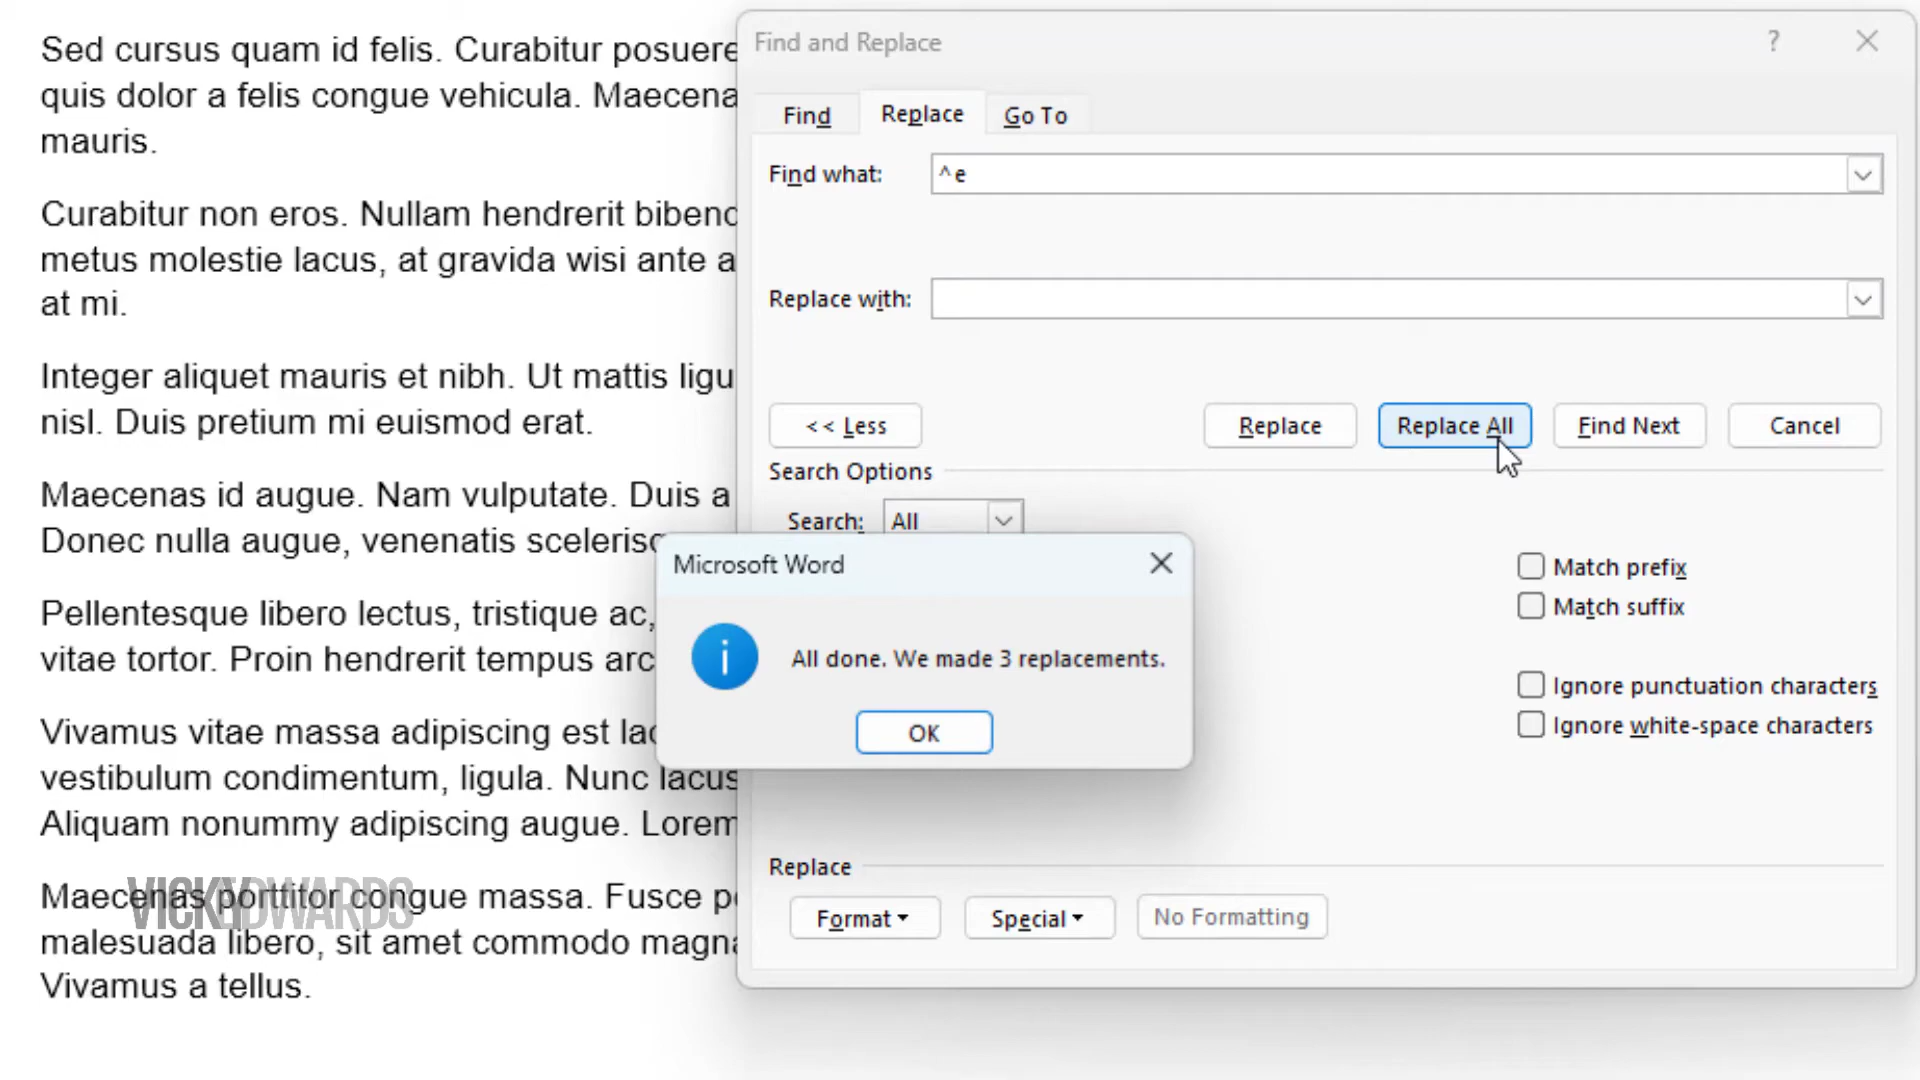 Sed cursus quam id felis. Curabitur posuere
quis dolor a felis congue vehicula. Maecena
mauris.
Curabitur non eros. Nullam hendrerit bibend
metus molestie lacus, at gravida wisi ante a
at mi.
Integer aliquet mauris et nibh. Ut mattis ligu
nisl. Duis pretium mi euismod erat.
Maecenas id augue. Nam vulputate. Duis a
Donec nulla augue, venenatis scelerisc
Pellentesque libero lectus, tristique ac,
vitae tortor. Proin hendrerit tempus arc
Vivamus vitae massa adipiscing est lac
vestibulum condimentum, ligula. Nunc lacus
Aliquam nonummy adipiscing augue. Lorem
Maecenas porttitor congue massa. Fusce po
malesuada libero, sit amet commodo magna
Vivamus a tellus.
VICKYEDWARDS
Find and Replace
?
Find
Replace
Go To
Find what:
^e
Replace with:
<< Less
Replace
Replace All
Find Next
Cancel
Search Options
Search:
All
Match prefix
Match suffix
Ignore punctuation characters
Ignore white-space characters
Microsoft Word
All done. We made 3 replacements.
OK
Replace
Format
Special
No Formatting